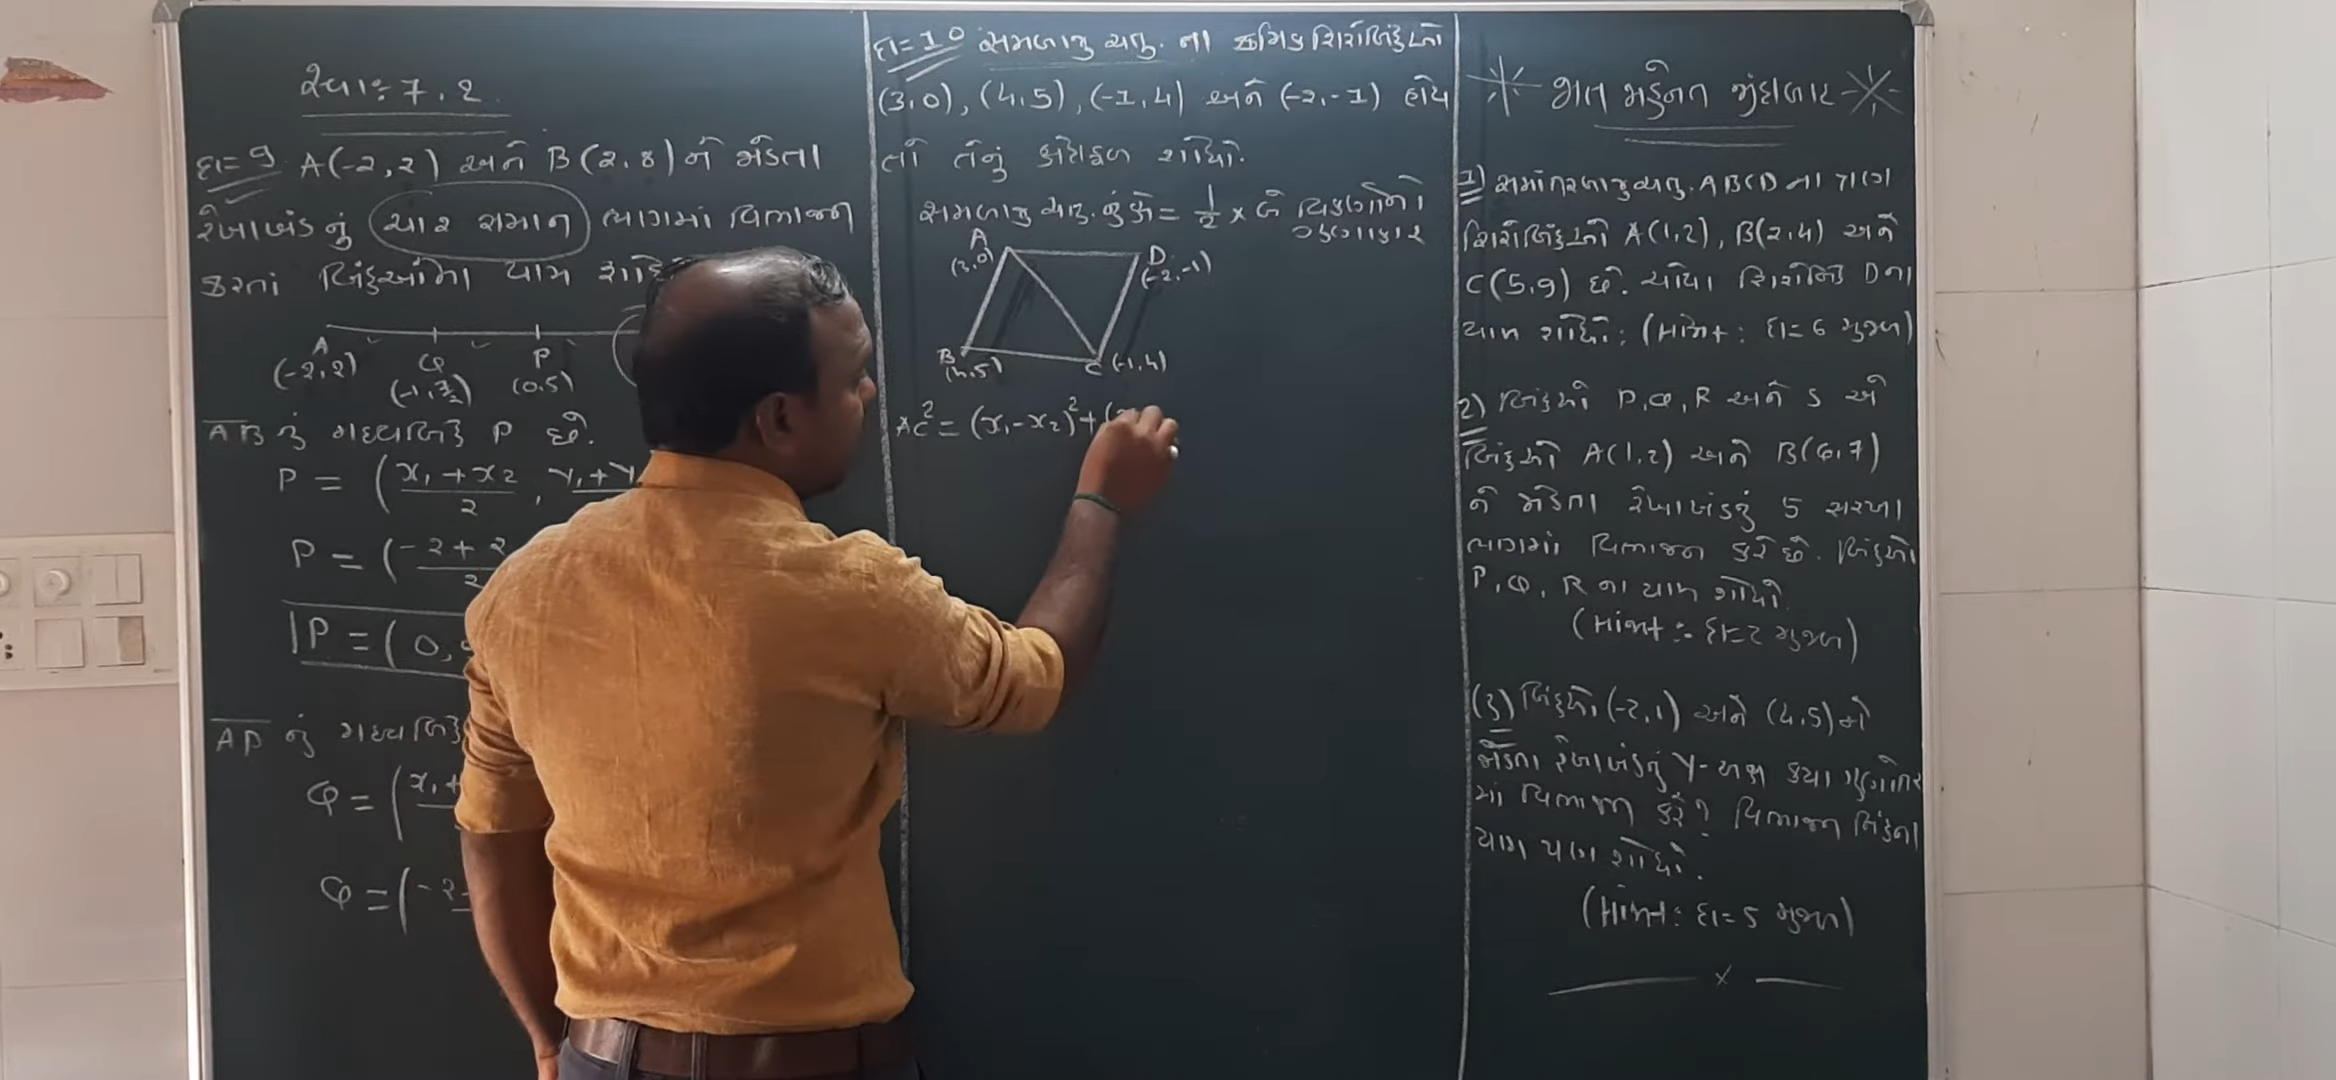 સ્વા: 7.2
દા=9 A(-2,2) અને B(2,8) ને જોડતા
રેખાખંડનું ચાર સમાન ભાગમાં વિભાજન
કરતાં બિંદુઓના યામ
A Q P
(-2,2) (-1,7/2) (0,5)
AB નું મધ્યબિંદુ P છે.
P = (x₁+x₂/2, y₁+y
P = (-2+2/2
P = (0,
AP નું મધ્યબિંદુ
Q = (x₁+
Q = (-2+
દા=10 સમબાજુ ચતુ. ના ક્રમિક શિરોબિંદુઓ
(3,0), (4,5), (-1,4) અને (-2,-1) હોય
તો તેનું ક્ષેત્રફળ શોધો.
સમબાજુ ચતુ. નું ક્ષે = 1/2 × બે વિકર્ણોનો
ગુણાકાર
A D
(3,0) (-2,-1)
B C (-1,4)
(4,5)
AC² = (x₁-x₂)² + (
જાત મહેનત ઝીંદાબાદ
1) સમાંતરબાજુ ચતુ. ABCD ના ત્રણ
શિરોબિંદુઓ A(1,2), B(2,4) અને
C(5,9) છે. ચોથા શિરોબિંદુ D ના
યામ શોધો: (Hint: દા=6 મુજબ)
2) બિંદુઓ P,Q,R અને S એ
બિંદુઓ A(1,2) અને B(6,7)
ને જોડતા રેખાખંડનું 5 સરખા
ભાગમાં વિભાજન કરે છે. બિંદુઓ
P,Q,R ના યામ શોધો.
(Hint: દા=2 મુજબ)
(3) બિંદુઓ (-2,1) અને (4,5) ને
જોડતા રેખાખંડનું Y-અક્ષ કયા ગુણોત્તર
માં વિભાજન કરે? વિભાજન બિંદુના
યામ પણ શોધો.
(Hint: દા=5 મુજબ)
x